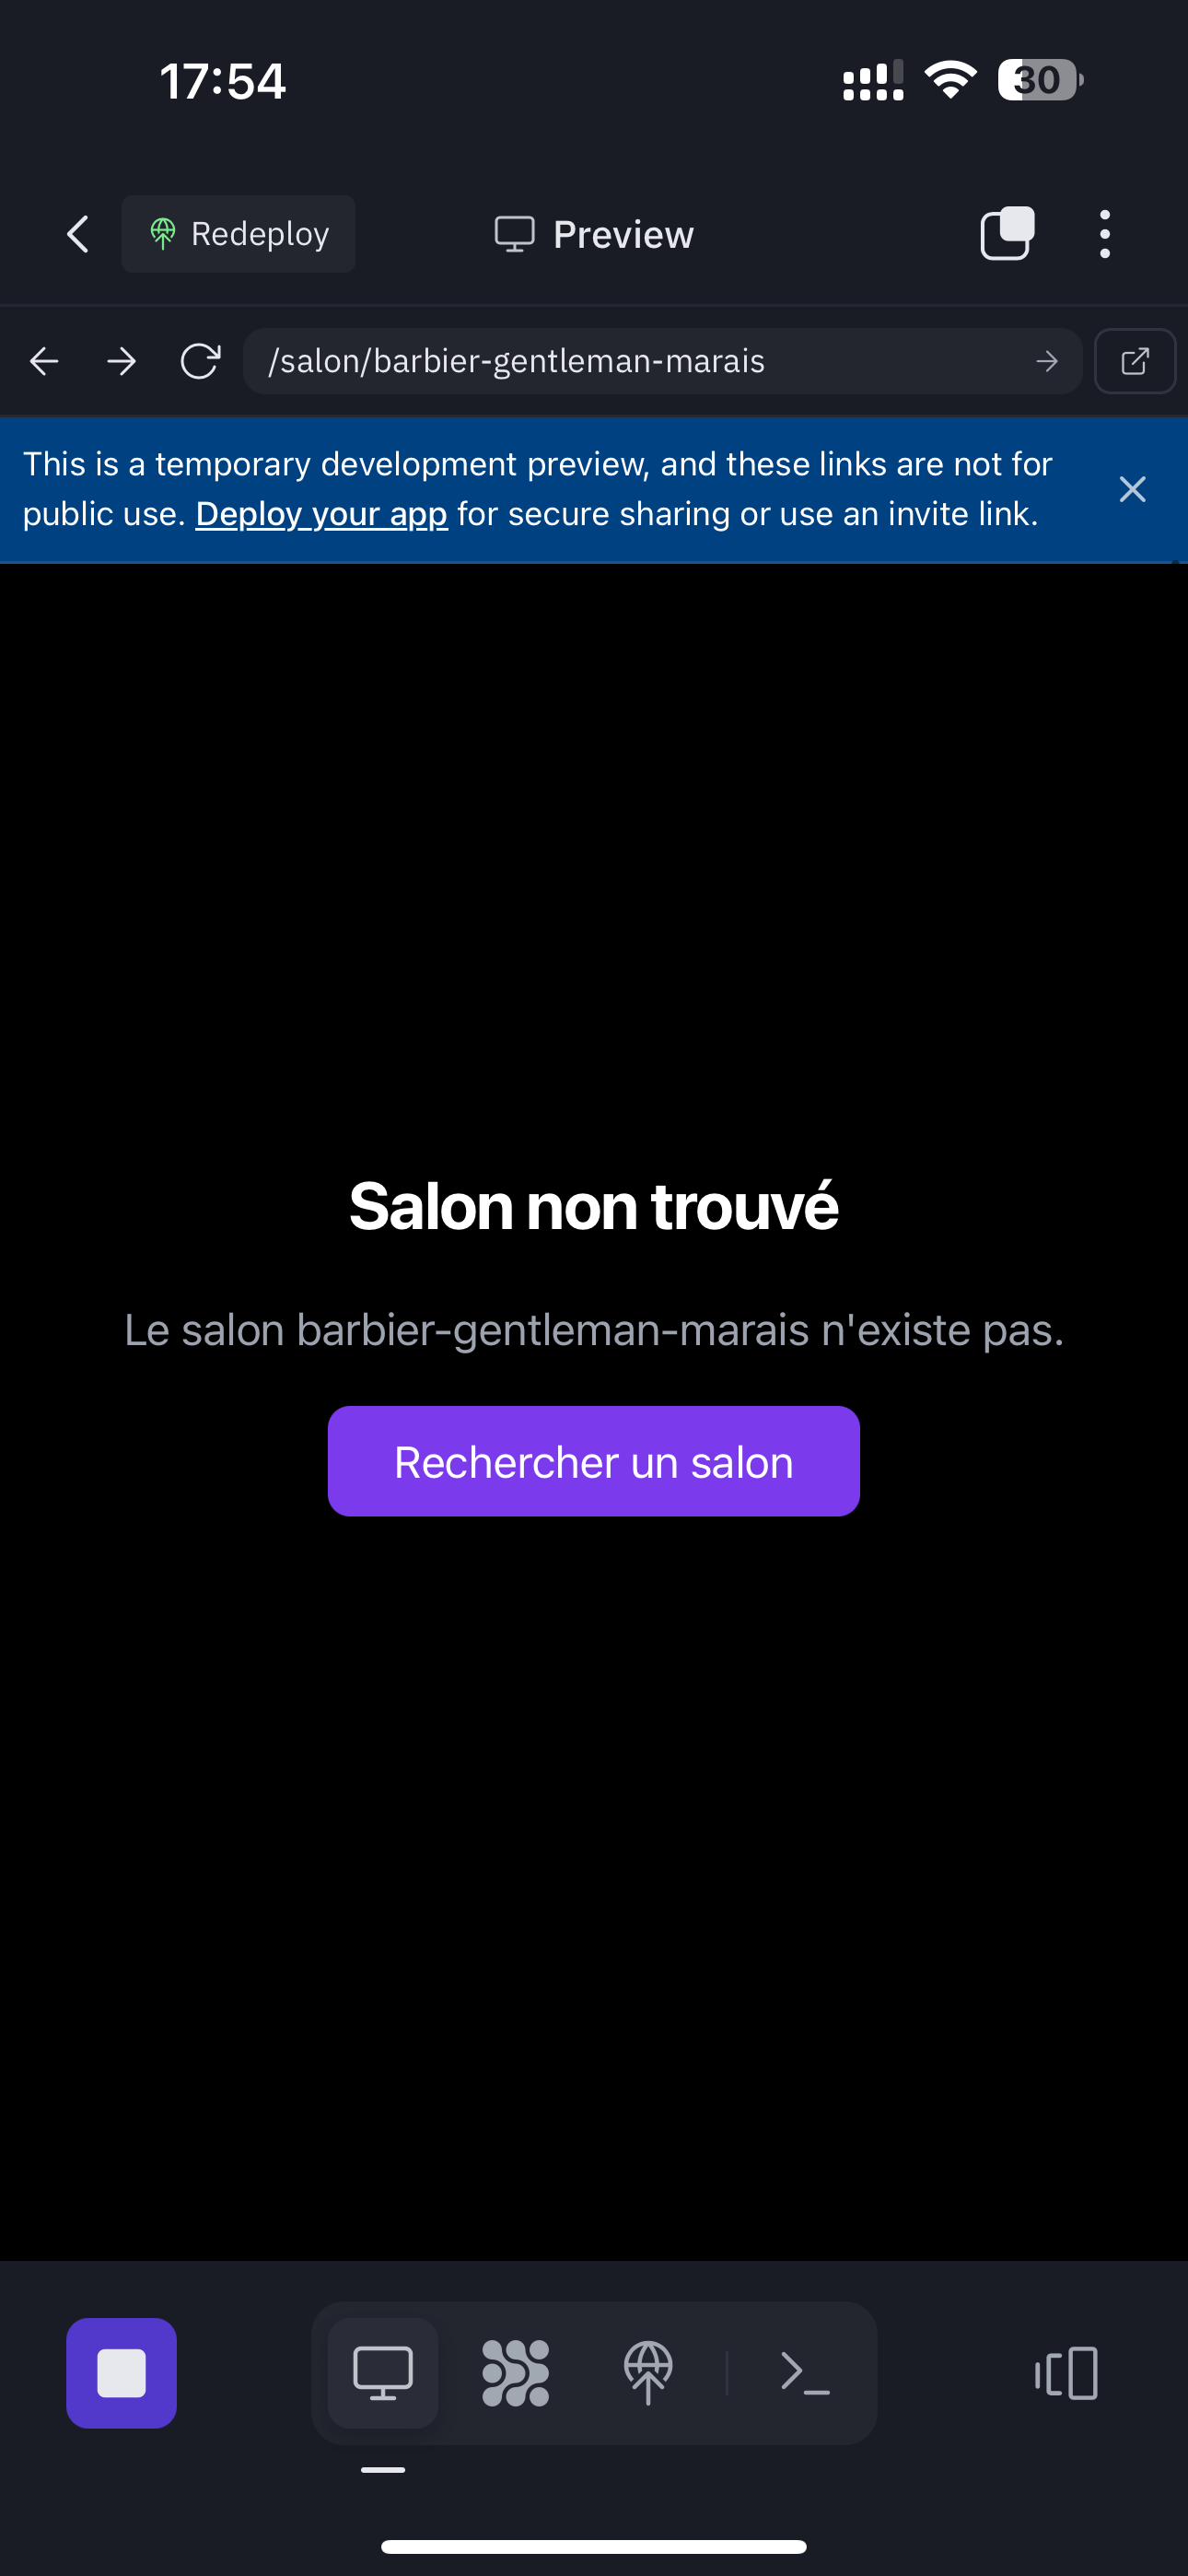 17:54
30
Redeploy
Preview
/salon/barbier-gentleman-marais
This is a temporary development preview, and these links are not for
public use. Deploy your app for secure sharing or use an invite link.
Salon non trouvé
Le salon barbier-gentleman-marais n'existe pas.
Rechercher un salon